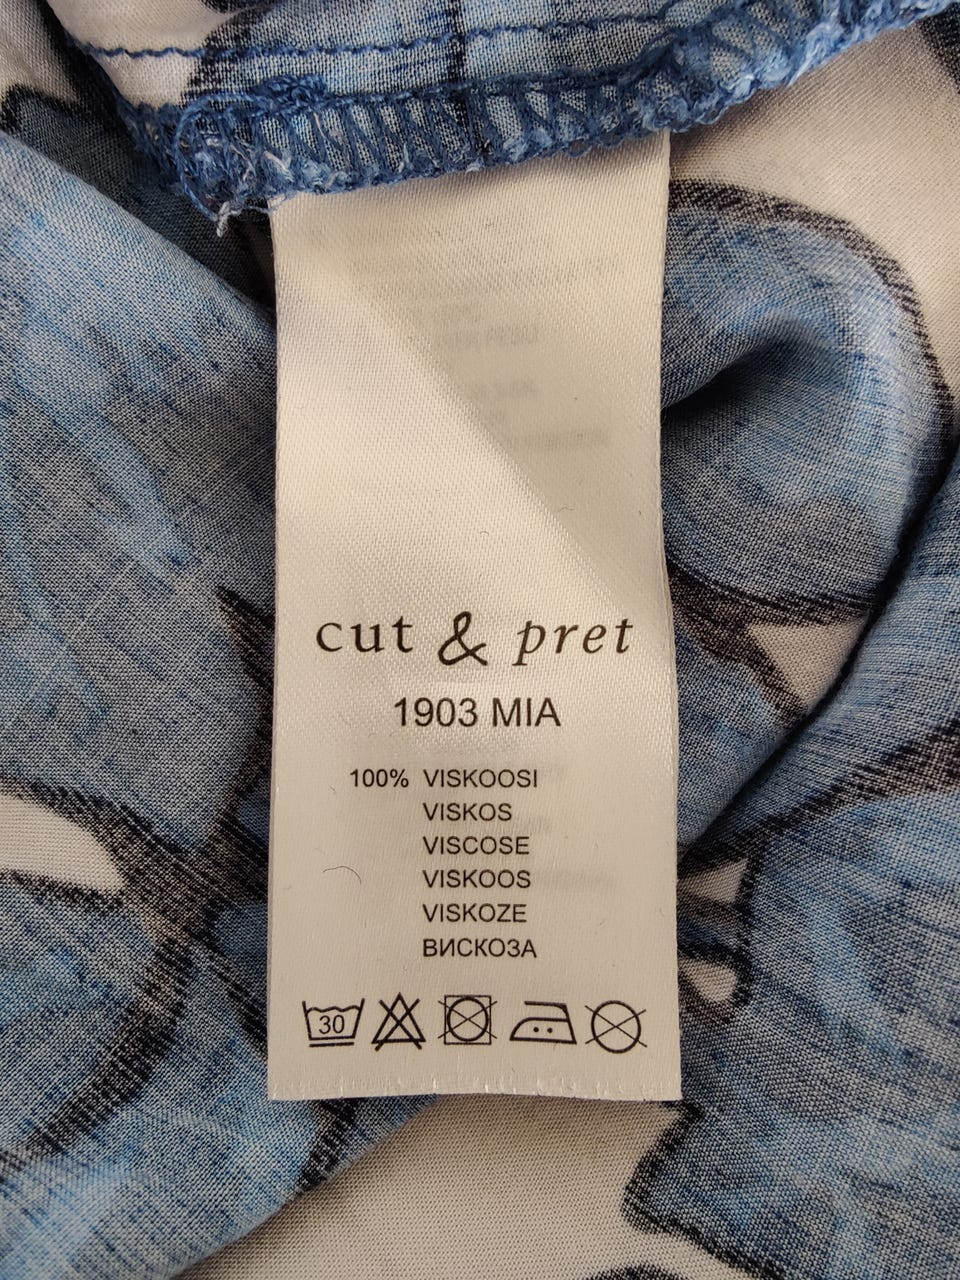 cut & pret
1903 MIA
100% VISKOOSI
VISKOS
VISCOSE
VISKOOS
VISKOZE
ВИСКОЗА
30